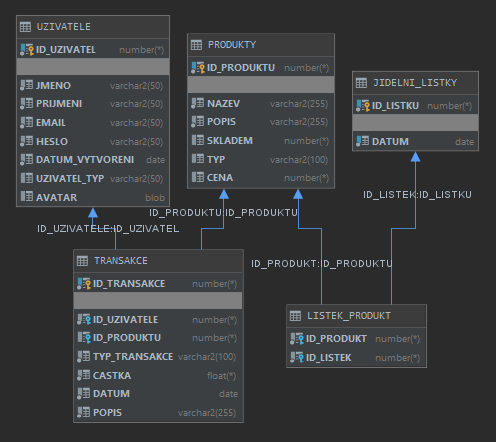 UZIVATELE
ID_UZIVATEL number(*)
JMENO varchar2(50)
PRIJMENI varchar2(50)
EMAIL varchar2(50)
HESLO varchar2(50)
DATUM_VYTVORENI date
UZIVATEL_TYP varchar2(50)
AVATAR blob
PRODUKTY
ID_PRODUKTU number(*)
NAZEV varchar2(255)
POPIS varchar2(255)
SKLADEM number(*)
TYP varchar2(100)
CENA number(*)
JIDELNI_LISTKY
ID_LISTKU number(*)
DATUM date
ID_UZIVATELE:ID_UZIVATEL
ID_PRODUKTU:ID_PRODUKTU
ID_LISTEK:ID_LISTKU
ID_PRODUKT:ID_PRODUKTU
TRANSAKCE
ID_TRANSAKCE number(*)
ID_UZIVATELE number(*)
ID_PRODUKTU number(*)
TYP_TRANSAKCE varchar2(100)
CASTKA float(*)
DATUM date
POPIS varchar2(255)
LISTEK_PRODUKT
ID_PRODUKT number(*)
ID_LISTEK number(*)